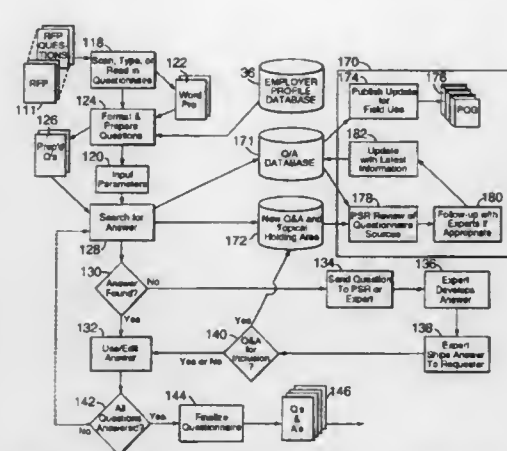 RFP
QUES-
TIONS
RFP
111
118
Scan, Type, or
Read in
Questionnaire
122
Word
Pro
124
Format &
Prepare
Questions
126
Prep'd
Q's
120
Input
Parameters
Search for
Answer
128
130
Answer
Found?
No
Yes
132
Use/Edit
Answer
142
All
Questions
Answered?
No
Yes
144
Finalize
Questionnaire
146
Q's
&
A's
36
EMPLOYER
PROFILE
DATABASE
171
Q/A
DATABASE
New Q&A and
Topical
Holding Area
172
170
174
Publish Update
for
Field Use
176
PQG
182
Update
with Latest
Information
178
PSR Review of
Questionnaire
Sources
180
Follow-up with
Experts If
Appropriate
134
Send Question
To PSR or
Expert
136
Expert
Develops
Answer
138
Expert
Ships Answer
To Requester
140
Q&A
for
Inclusion
?
Yes
Yes or No